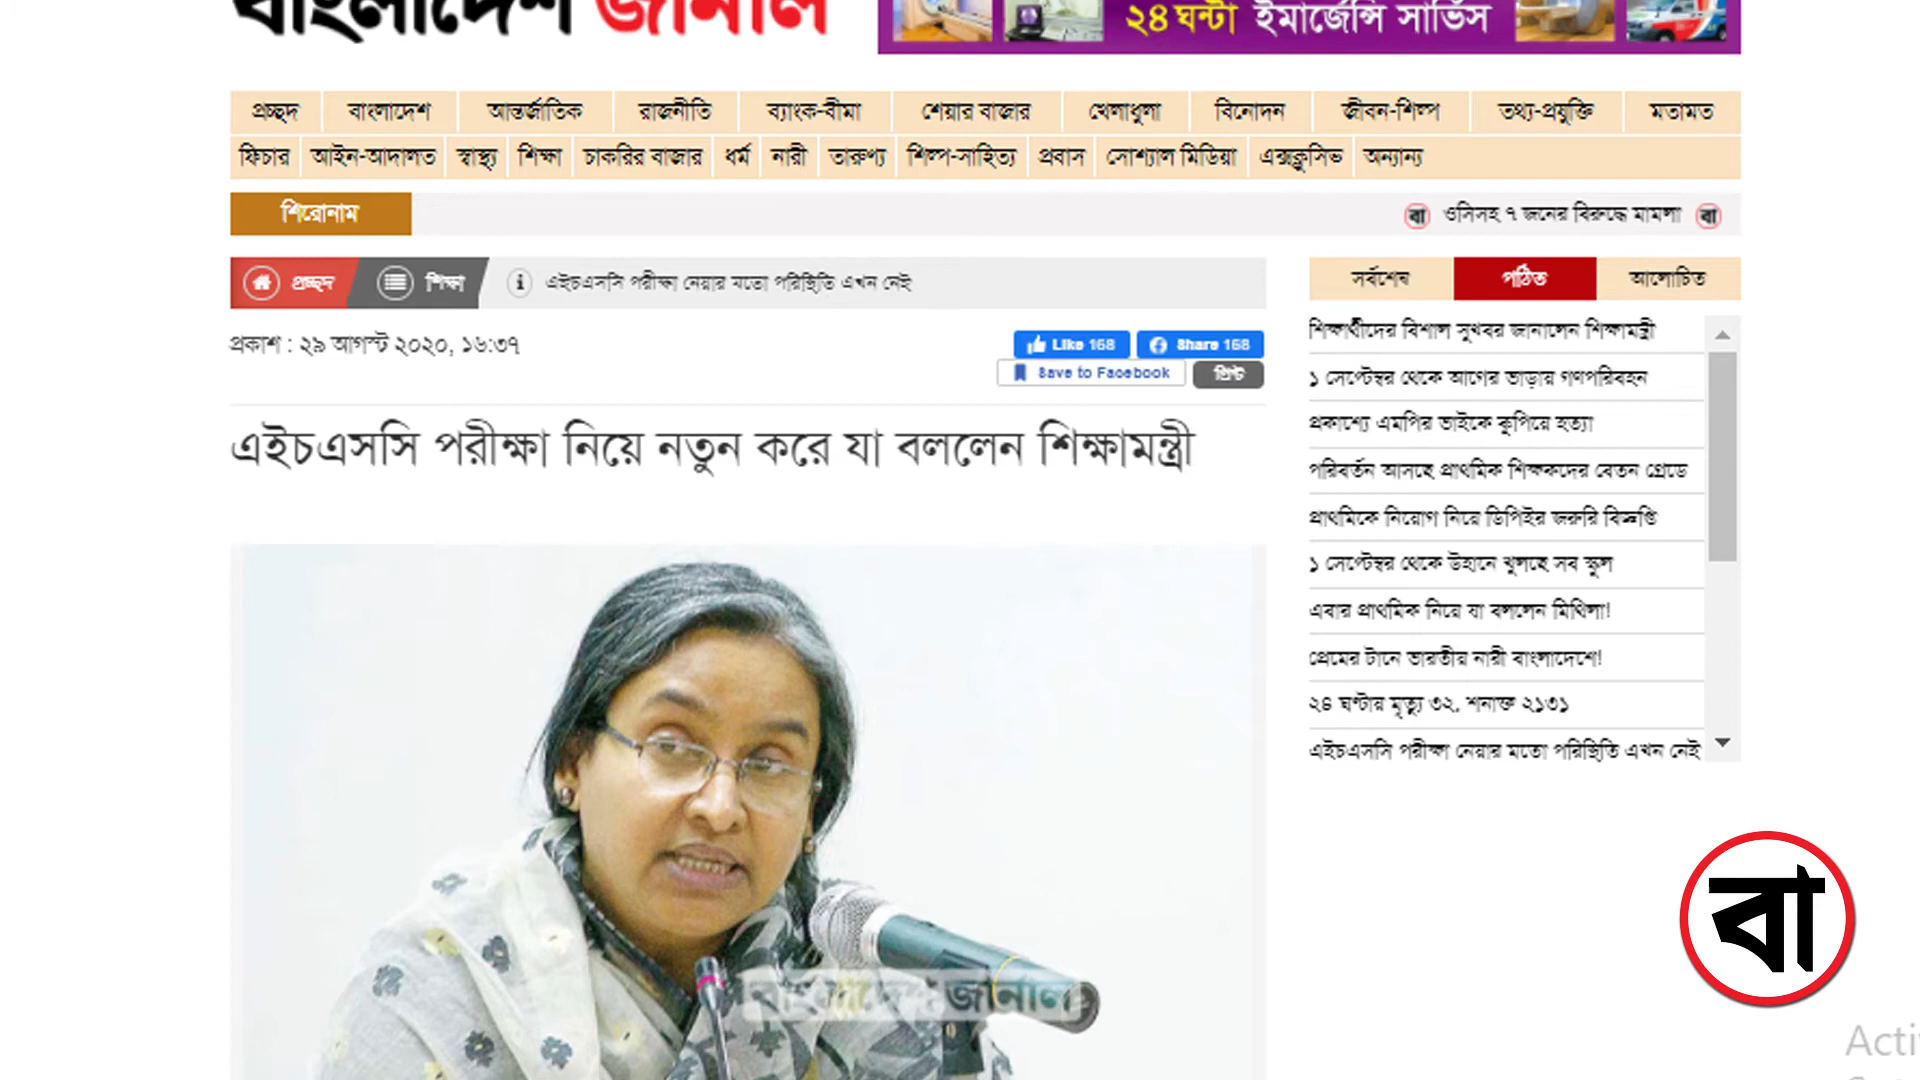 বাংলাদেশ জার্নাল
২৪ ঘন্টা ইমার্জেন্সি সার্ভিস
প্রচ্ছদ বাংলাদেশ আন্তর্জাতিক রাজনীতি ব্যাংক-বীমা শেয়ার বাজার খেলাধুলা বিনোদন জীবন-শিল্প তথ্য-প্রযুক্তি মতামত
ফিচার আইন-আদালত স্বাস্থ্য শিক্ষা চাকরির বাজার ধর্ম নারী তারুণ্য শিল্প-সাহিত্য প্রবাস সোশ্যাল মিডিয়া এক্সক্লুসিভ অন্যান্য
শিরোনাম
বা ওসিসহ ৭ জনের বিরুদ্ধে মামলা বা
প্রচ্ছদ শিক্ষা এইচএসসি পরীক্ষা নেয়ার মতো পরিস্থিতি এখন নেই
প্রকাশ : ২৯ আগস্ট ২০২০, ১৬:৩৭
Like 168 Share 168
Save to Facebook প্রিন্ট
এইচএসসি পরীক্ষা নিয়ে নতুন করে যা বললেন শিক্ষামন্ত্রী
বাংলাদেশ জার্নাল
সর্বশেষ পঠিত আলোচিত
শিক্ষার্থীদের বিশাল সুখবর জানালেন শিক্ষামন্ত্রী
১ সেপ্টেম্বর থেকে আগের ভাড়ায় গণপরিবহন
প্রকাশ্যে এমপির ভাইকে কুপিয়ে হত্যা
পরিবর্তন আসছে প্রাথমিক শিক্ষকদের বেতন গ্রেডে
প্রাথমিকে নিয়োগ নিয়ে ডিপিইর জরুরি বিজ্ঞপ্তি
১ সেপ্টেম্বর থেকে উহানে খুলছে সব স্কুল
এবার প্রাথমিক নিয়ে যা বললেন মিথিলা!
প্রেমের টানে ভারতীয় নারী বাংলাদেশে!
২৪ ঘণ্টায় মৃত্যু ৩২, শনাক্ত ২১৩১
এইচএসসি পরীক্ষা নেয়ার মতো পরিস্থিতি এখন নেই
বা
Acti